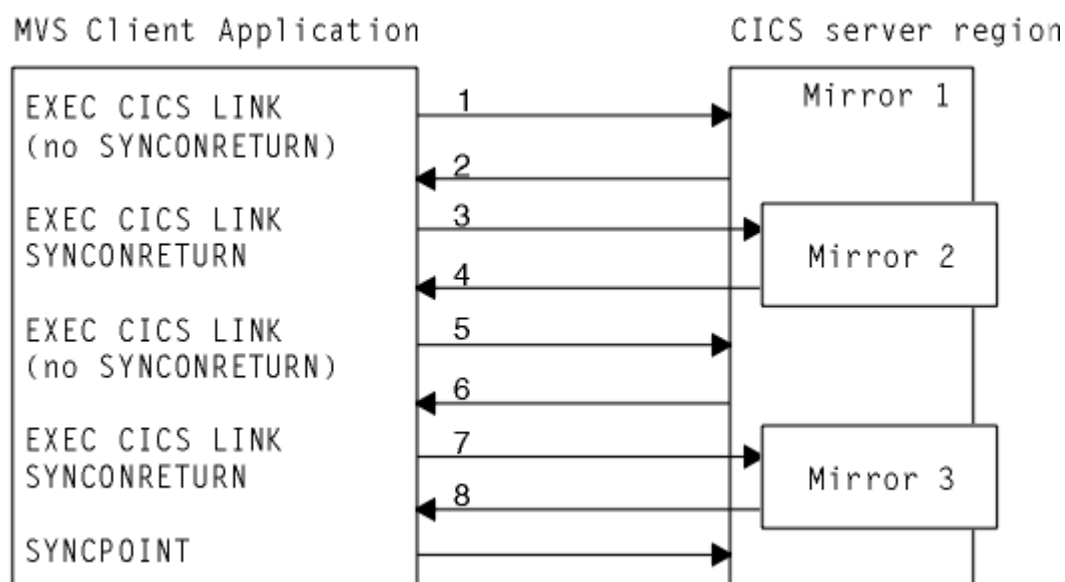 MVS Client Application
CICS server region
EXEC CICS LINK
(no SYNCONRETURN)
1
Mirror 1
2
EXEC CICS LINK
SYNCONRETURN
3
Mirror 2
4
EXEC CICS LINK
(no SYNCONRETURN)
5
6
EXEC CICS LINK
SYNCONRETURN
7
Mirror 3
8
SYNCPOINT